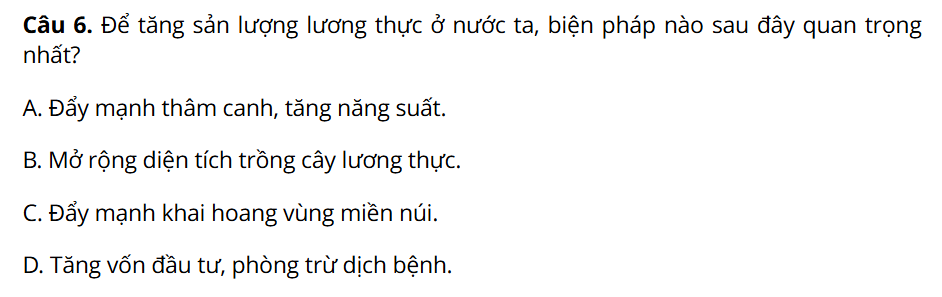 Câu 6. Để tăng sản lượng lương thực ở nước ta, biện pháp nào sau đây quan trọng
nhất?
A. Đẩy mạnh thâm canh, tăng năng suất.
B. Mở rộng diện tích trồng cây lương thực.
C. Đẩy mạnh khai hoang vùng miền núi.
D. Tăng vốn đầu tư, phòng trừ dịch bệnh.